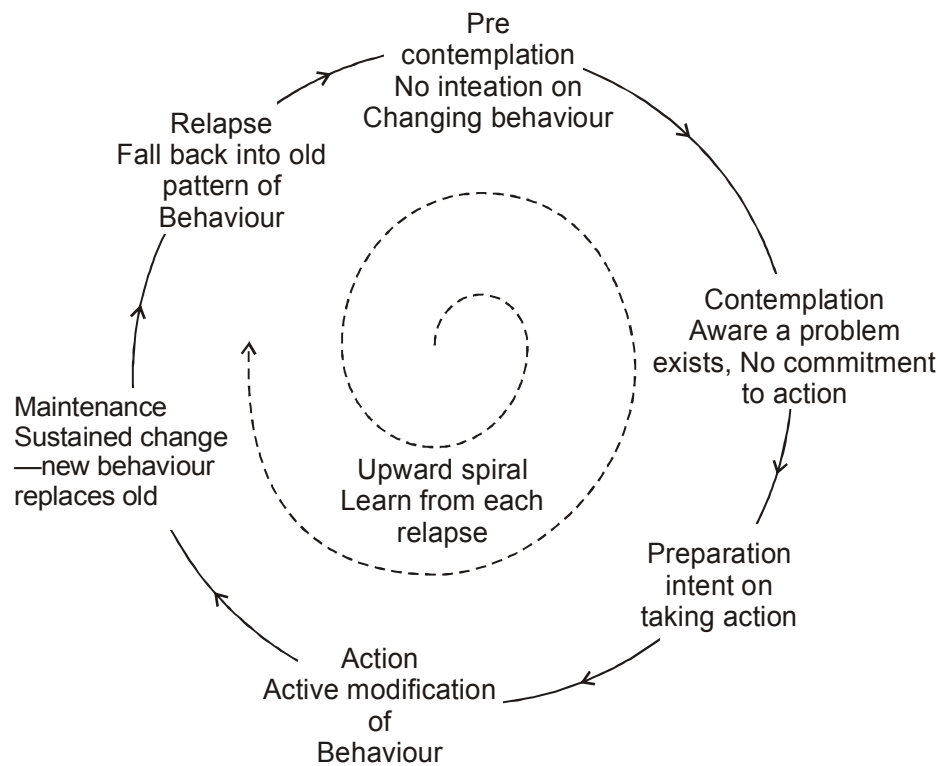 Pre
contemplation
No inteation on
Changing behaviour
Contemplation
Aware a problem
exists, No commitment
to action
Preparation
intent on
taking action
Action
Active modification
of
Behaviour
Maintenance
Sustained change
—new behaviour
replaces old
Relapse
Fall back into old
pattern of
Behaviour
Upward spiral
Learn from each
relapse